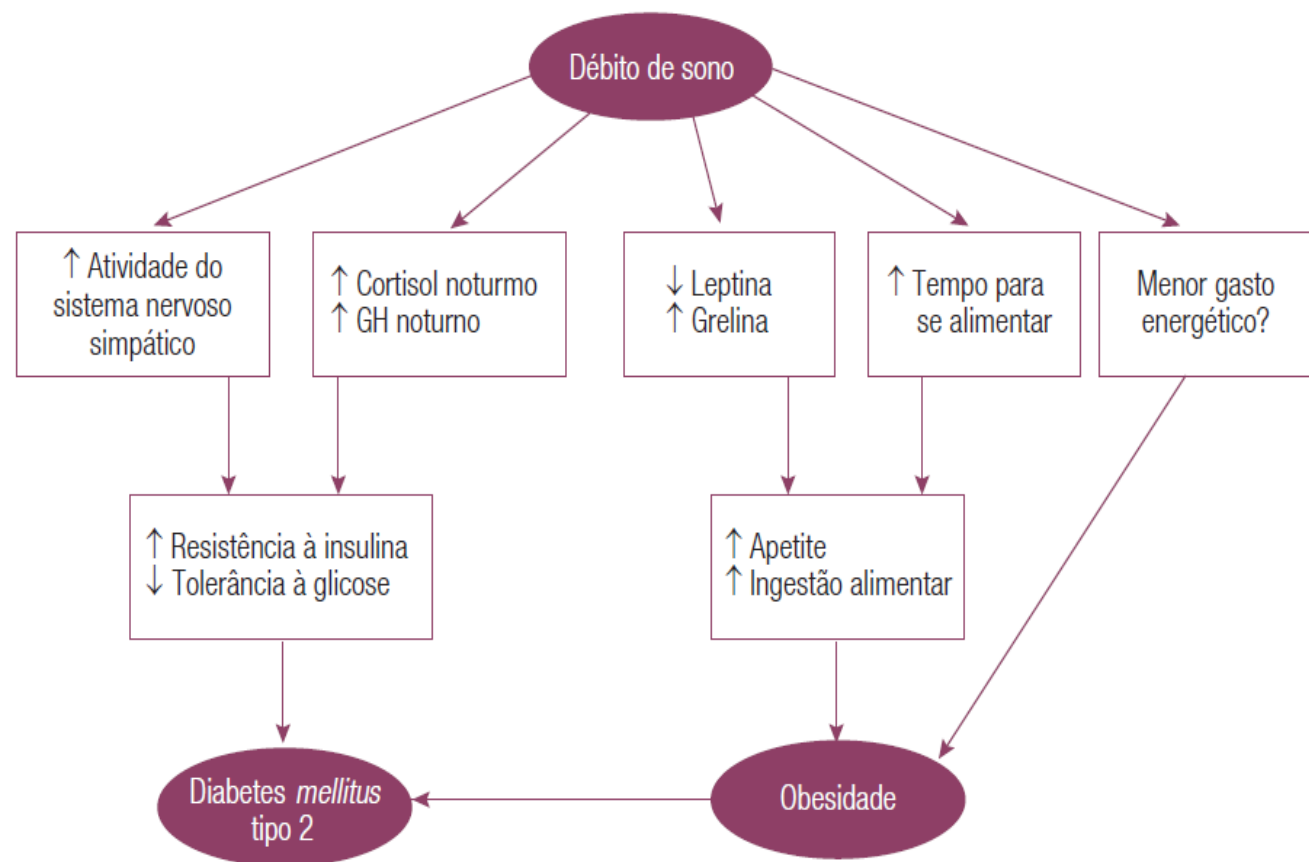 Débito de sono
↑ Atividade do
sistema nervoso
simpático
↑ Cortisol noturmo
↑ GH noturno
↓ Leptina
↑ Grelina
↑ Tempo para
se alimentar
Menor gasto
energético?
↑ Resistência à insulina
↓ Tolerância à glicose
↑ Apetite
↑ Ingestão alimentar
Diabetes mellitus
tipo 2
Obesidade